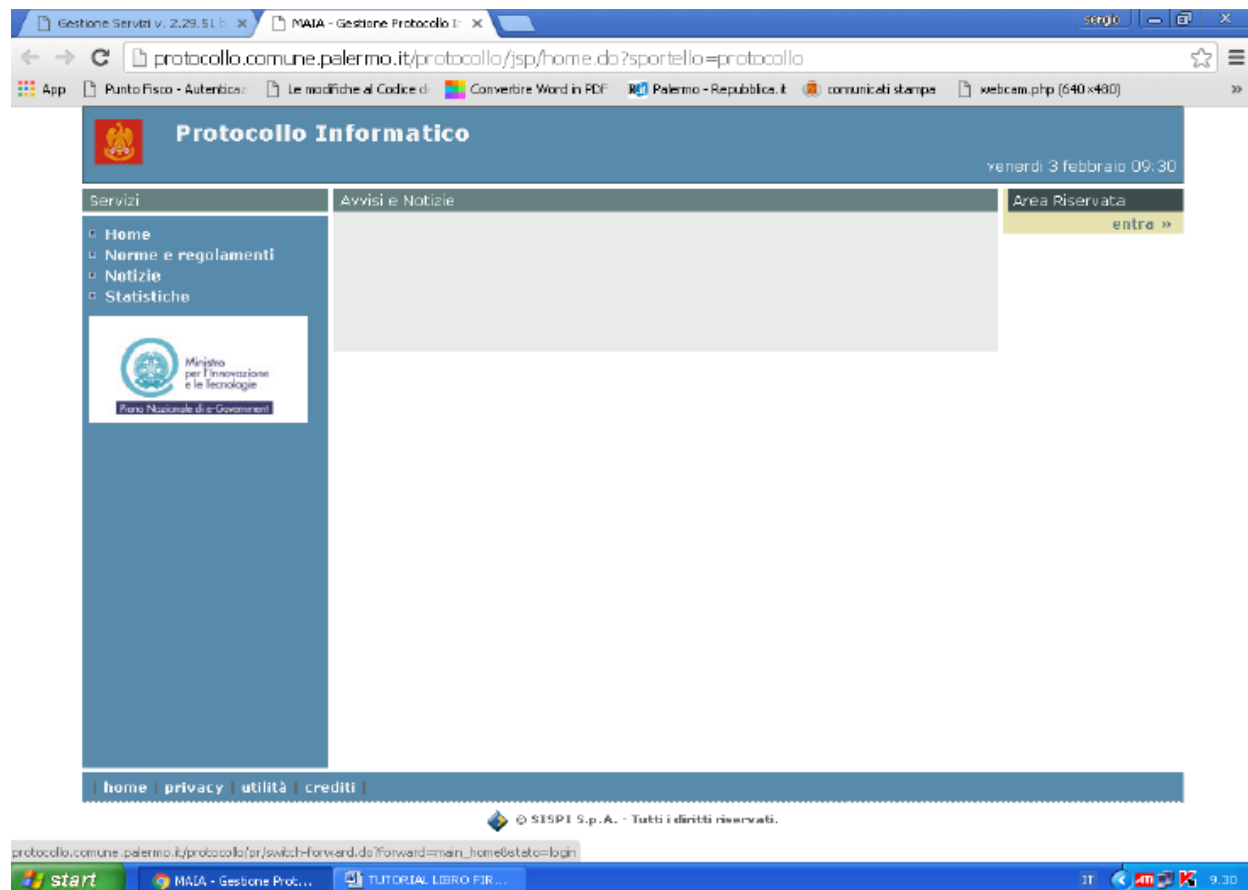 Gestione Servizi v. 2.29.51 b
MAIA - Gestione Protocollo In
sergio
protocollo.comune.palermo.it/protocollo/jsp/home.do?sportello=protocollo
App
Punto Fisco - Autentica
Le modifiche al Codice d
Convertire Word in PDF
Palermo - Repubblica.it
comunicati stampa
webcam.php (640×480)
»
Protocollo Informatico
venerdì 3 febbraio 09:30
Servizi
Avvisi e Notizie
Area Riservata
entra »
Home
Norme e regolamenti
Notizie
Statistiche
Ministro
per l'Innovazione
e le Tecnologie
Piano Nazionale di e-Government
| home | privacy | utilità | crediti |
© SISPI S.p.A. - Tutti i diritti riservati.
protocollo.comune.palermo.it/protocollo/pr/switch-forward.do?forward=main_home&stato=login
start
MAIA - Gestione Prot...
TUTORIAL LIBRO FIR...
IT
9.30